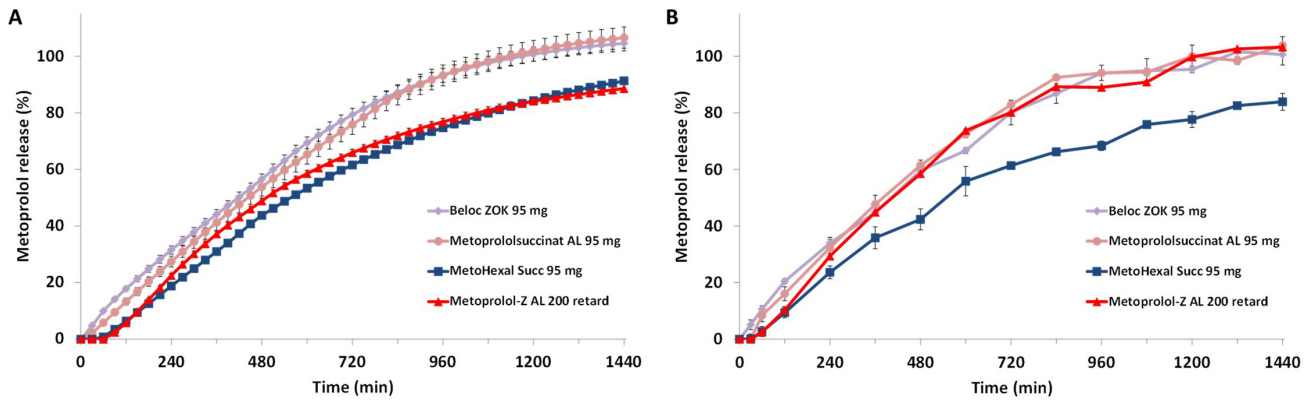 A
Metoprolol release (%)
100
80
60
40
20
0
Beloc ZOK 95 mg
Metoprololsuccinat AL 95 mg
MetoHexal Succ 95 mg
Metoprolol-Z AL 200 retard
0 240 480 720 960 1200 1440
Time (min)
B
Metoprolol release (%)
100
80
60
40
20
0
Beloc ZOK 95 mg
Metoprololsuccinat AL 95 mg
MetoHexal Succ 95 mg
Metoprolol-Z AL 200 retard
0 240 480 720 960 1200 1440
Time (min)